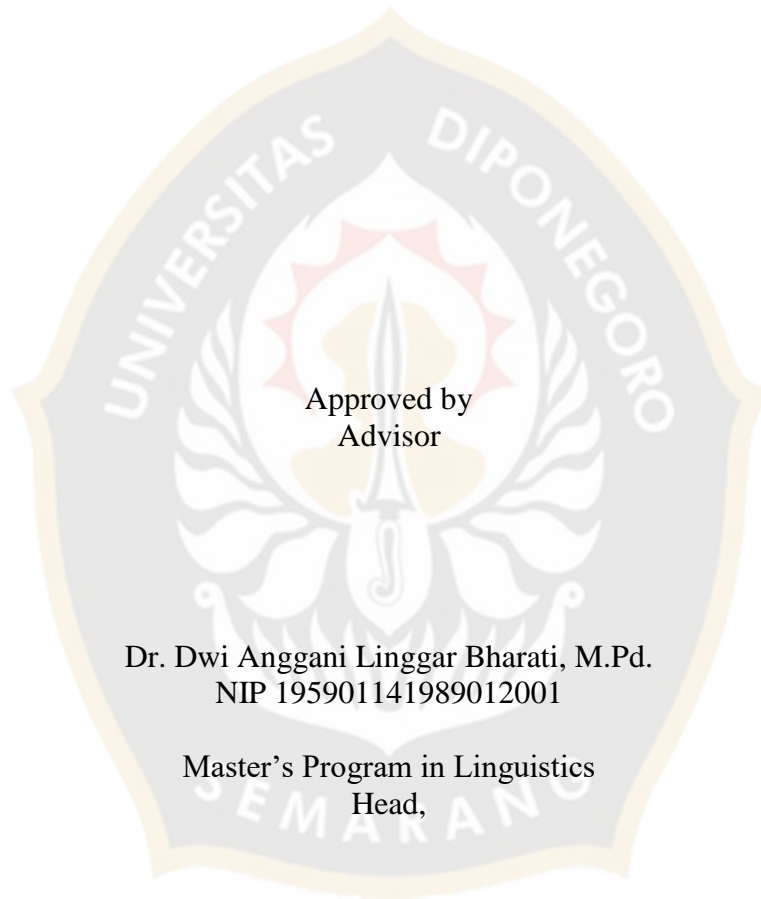 UNIVERSITAS DIPONEGORO
Approved by
Advisor
Dr. Dwi Anggani Linggar Bharati, M.Pd.
NIP 195901141989012001
Master’s Program in Linguistics
Head,
SEMARANG